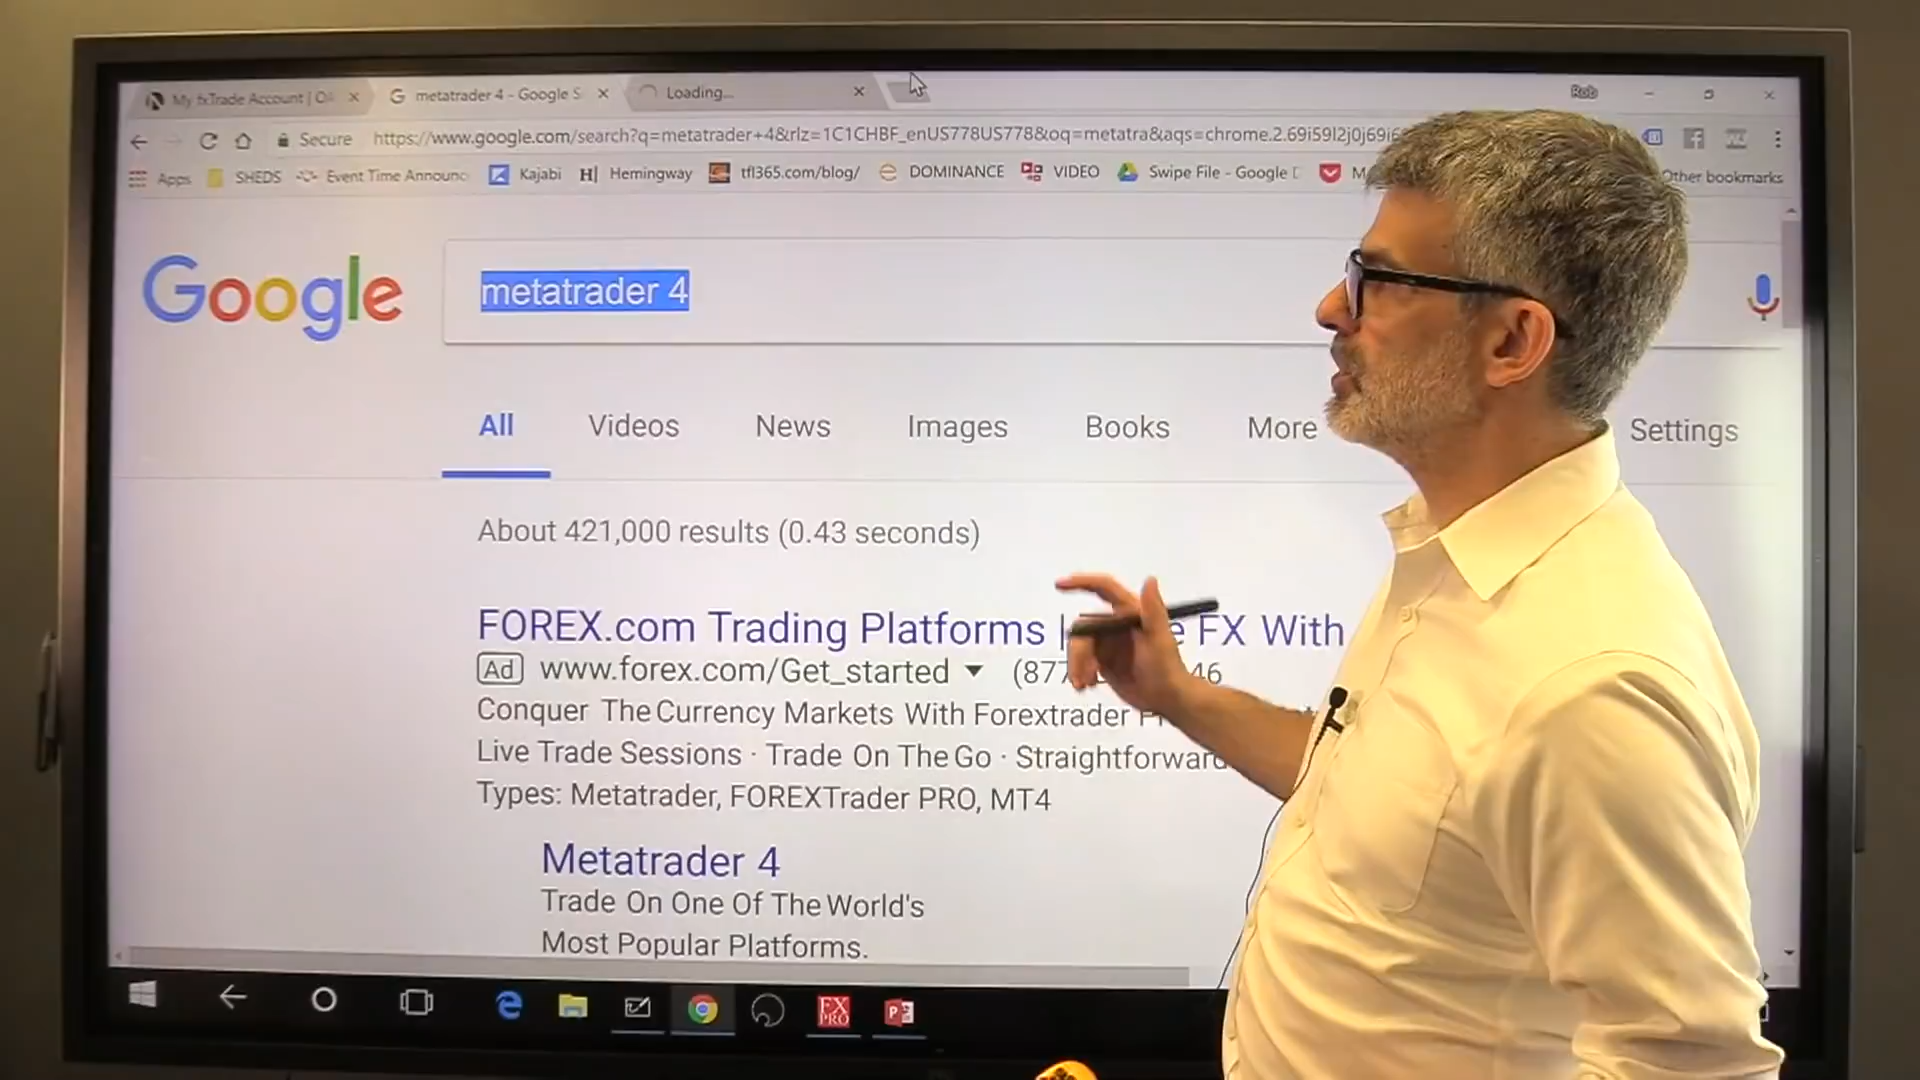 My fxTrade Account | OA
metatrader 4 - Google S
Loading...
Rob
Secure
https://www.google.com/search?q=metatrader+4&rlz=1C1CHBF_enUS778US778&oq=metatra&aqs=chrome.2.69i59l2j0j69i6
Apps
SHEDS
Event Time Announc
Kajabi
H| Hemingway
tfl365.com/blog/
DOMINANCE
VIDEO
Swipe File - Google D
M
Other bookmarks
Google
metatrader 4
All Videos News Images Books More Settings
About 421,000 results (0.43 seconds)
FOREX.com Trading Platforms | e FX With
Ad www.forex.com/Get_started (877 46
Conquer The Currency Markets With Forextrader
Live Trade Sessions · Trade On The Go · Straightforward
Types: Metatrader, FOREXTrader PRO, MT4
Metatrader 4
Trade On One Of The World's
Most Popular Platforms.
FX
PRO
P